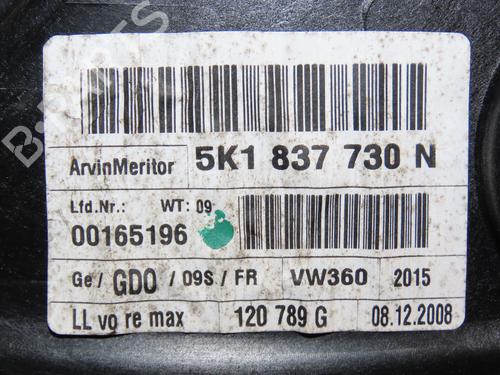 ArvinMeritor 5K1 837 730 N
Lfd.Nr.: WT: 09
00165196
Ge/ GDO / 09S / FR VW360 2015
LL vo re max 120 789 G 08.12.2008